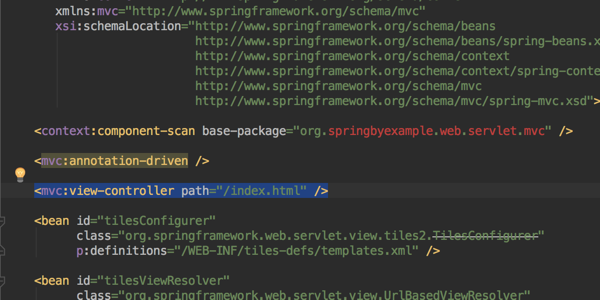 xmlns:mvc="http://www.springframework.org/schema/mvc"
xsi:schemaLocation="http://www.springframework.org/schema/beans
http://www.springframework.org/schema/beans/spring-beans.x
http://www.springframework.org/schema/context
http://www.springframework.org/schema/context/spring-conte
http://www.springframework.org/schema/mvc
http://www.springframework.org/schema/mvc/spring-mvc.xsd">
<context:component-scan base-package="org.springbyexample.web.servlet.mvc" />
<mvc:annotation-driven />
<mvc:view-controller path="/index.html" />
<bean id="tilesConfigurer"
class="org.springframework.web.servlet.view.tiles2.TilesConfigurer"
p:definitions="/WEB-INF/tiles-defs/templates.xml" />
<bean id="tilesViewResolver"
class="org.springframework.web.servlet.view.UrlBasedViewResolver"